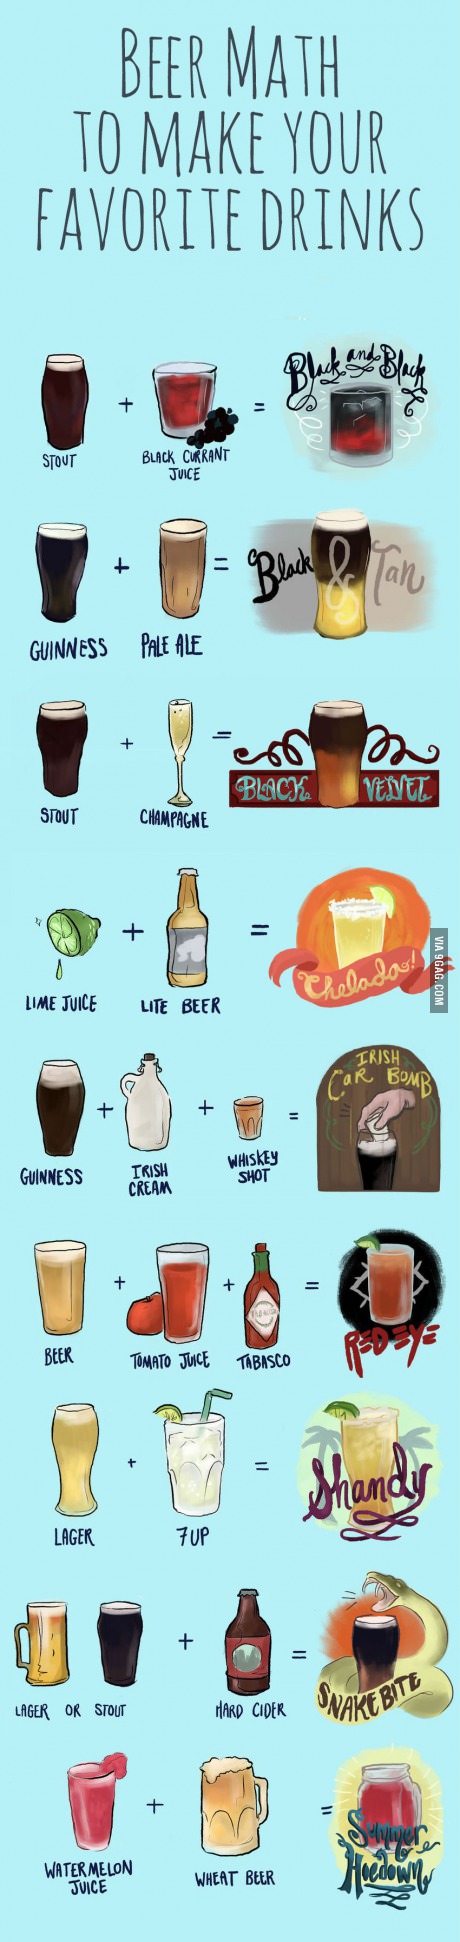 BEER MATH
TO MAKE YOUR
FAVORITE DRINKS
STOUT + BLACK CURRANT JUICE = Black and Black
GUINNESS + PALE ALE = Black & Tan
STOUT + CHAMPAGNE = BLACK VELVET
LIME JUICE + LITE BEER = Chelada!
VIA 9GAG.COM
GUINNESS + IRISH CREAM + WHISKEY SHOT = IRISH CAR BOMB
BEER + TOMATO JUICE + TABASCO = RED-EYE
LAGER + 7UP = Shandy
LAGER OR STOUT + HARD CIDER = SNAKEBITE
WATERMELON JUICE + WHEAT BEER = Summer Hoedown